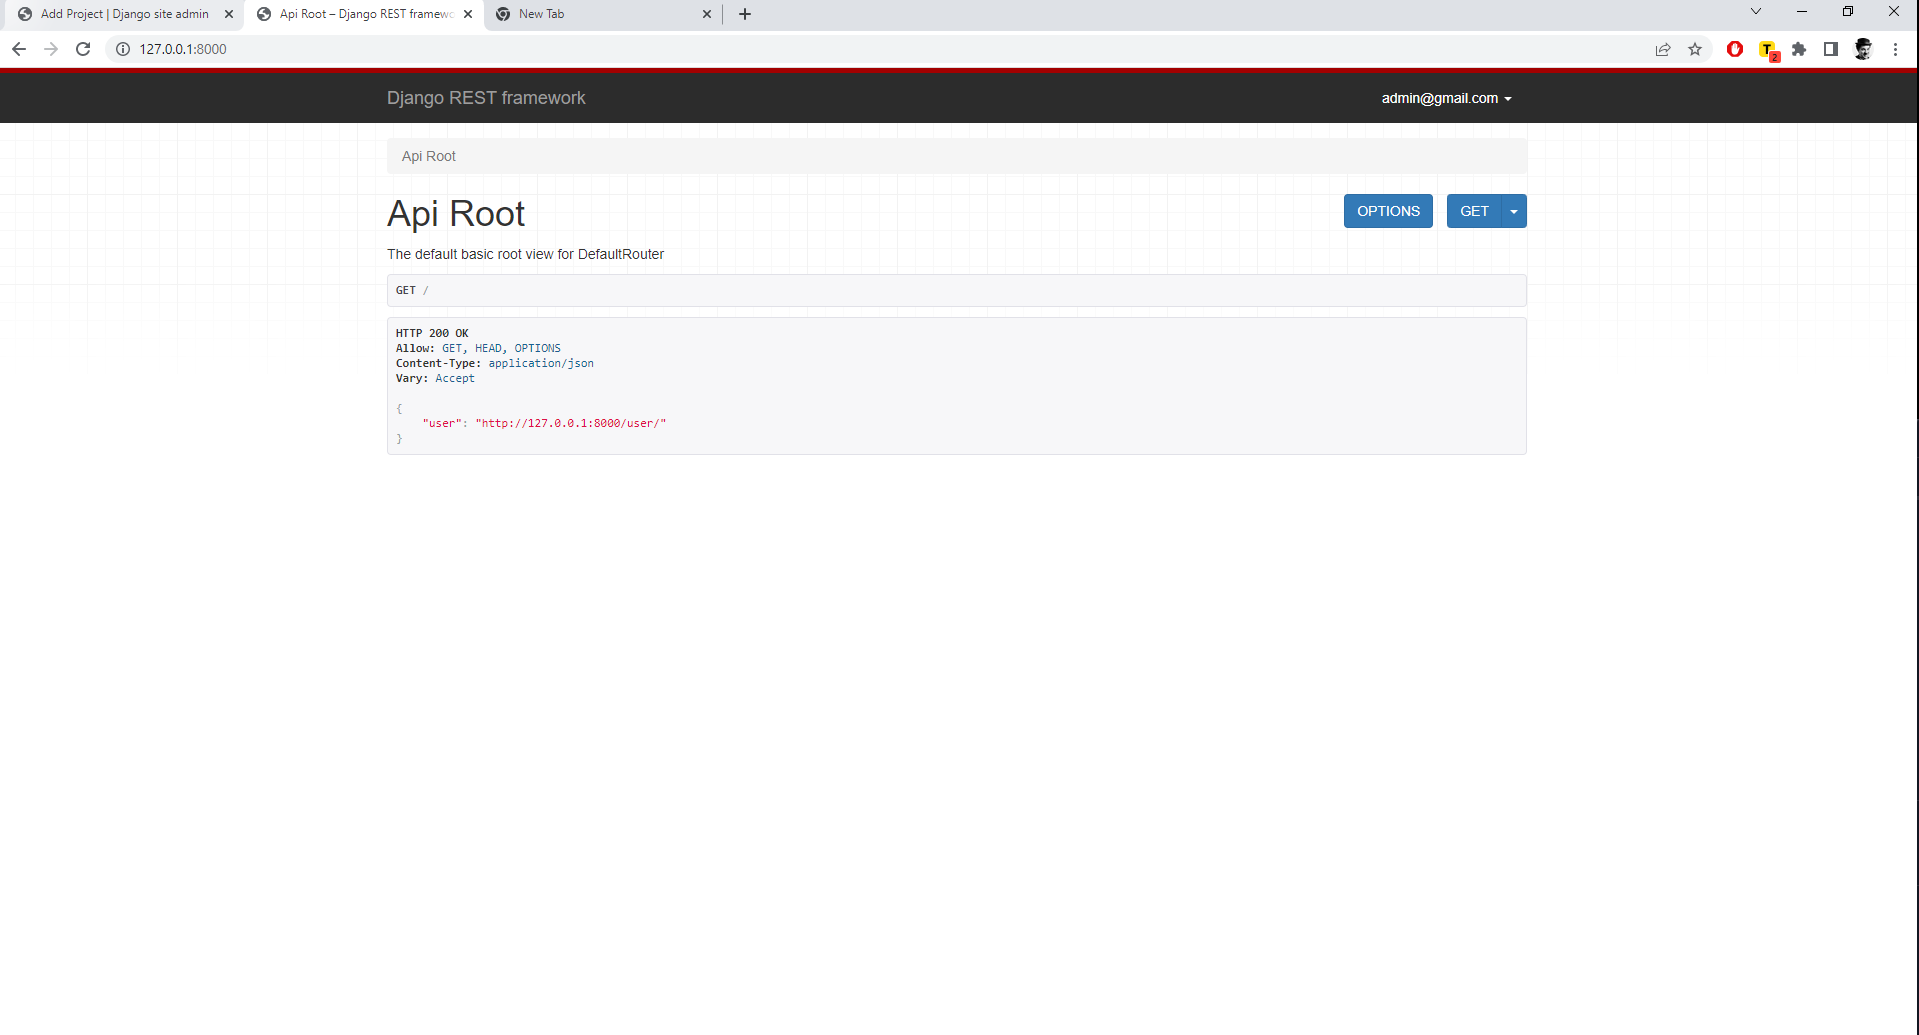 Add Project | Django site admin
Api Root – Django REST framewo
New Tab
127.0.0.1:8000
T
2
Django REST framework
admin@gmail.com
Api Root
Api Root
OPTIONS
GET
The default basic root view for DefaultRouter
GET /
HTTP 200 OK
Allow: GET, HEAD, OPTIONS
Content-Type: application/json
Vary: Accept
{
"user": "http://127.0.0.1:8000/user/"
}